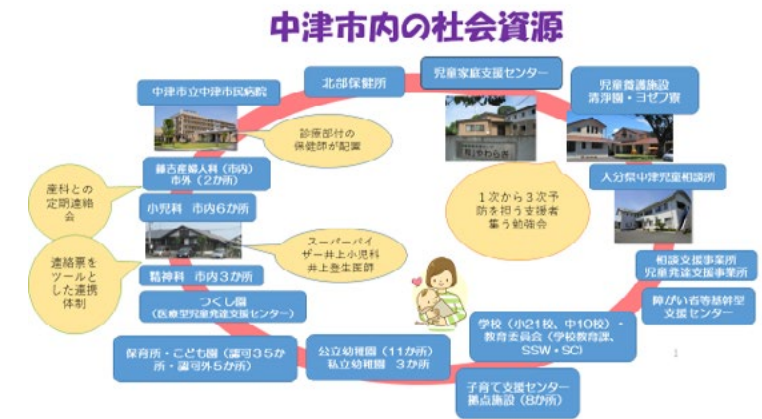 中津市内の社会資源
中津市立中津市民病院
北部保健所
児童家庭支援センター
児童養護施設
清浄園・ヨゼフ寮
診療部付の
保健師が配置
産科との
定期連絡
会
藤吉産婦人科（市内）
市外（２か所）
小児科　市内６か所
１次から３次予
防を担う支援者
集う勉強会
大分県中津児童相談所
連絡票を
ツールと
した連携
体制
スーパーバイ
ザー井上小児科
井上登生医師
精神科　市内３か所
つくし園
（医療型児童発達支援センター）
相談支援事業所
児童発達支援事業所
障がい者等基幹型
支援センター
保育所・こども園（認可３５か
所・認可外５か所）
公立幼稚園（１１か所）
私立幼稚園　３か所
学校（小２１校、中１０校）・
教育委員会（学校教育課、
SSW・SC）
子育て支援センター
拠点施設（８か所）
1